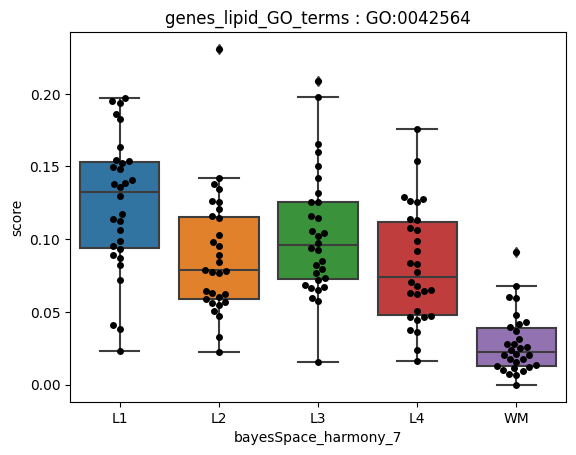 genes_lipid_GO_terms : GO:0042564
score
0.20
0.15
0.10
0.05
0.00
L1 L2 L3 L4 WM
bayesSpace_harmony_7